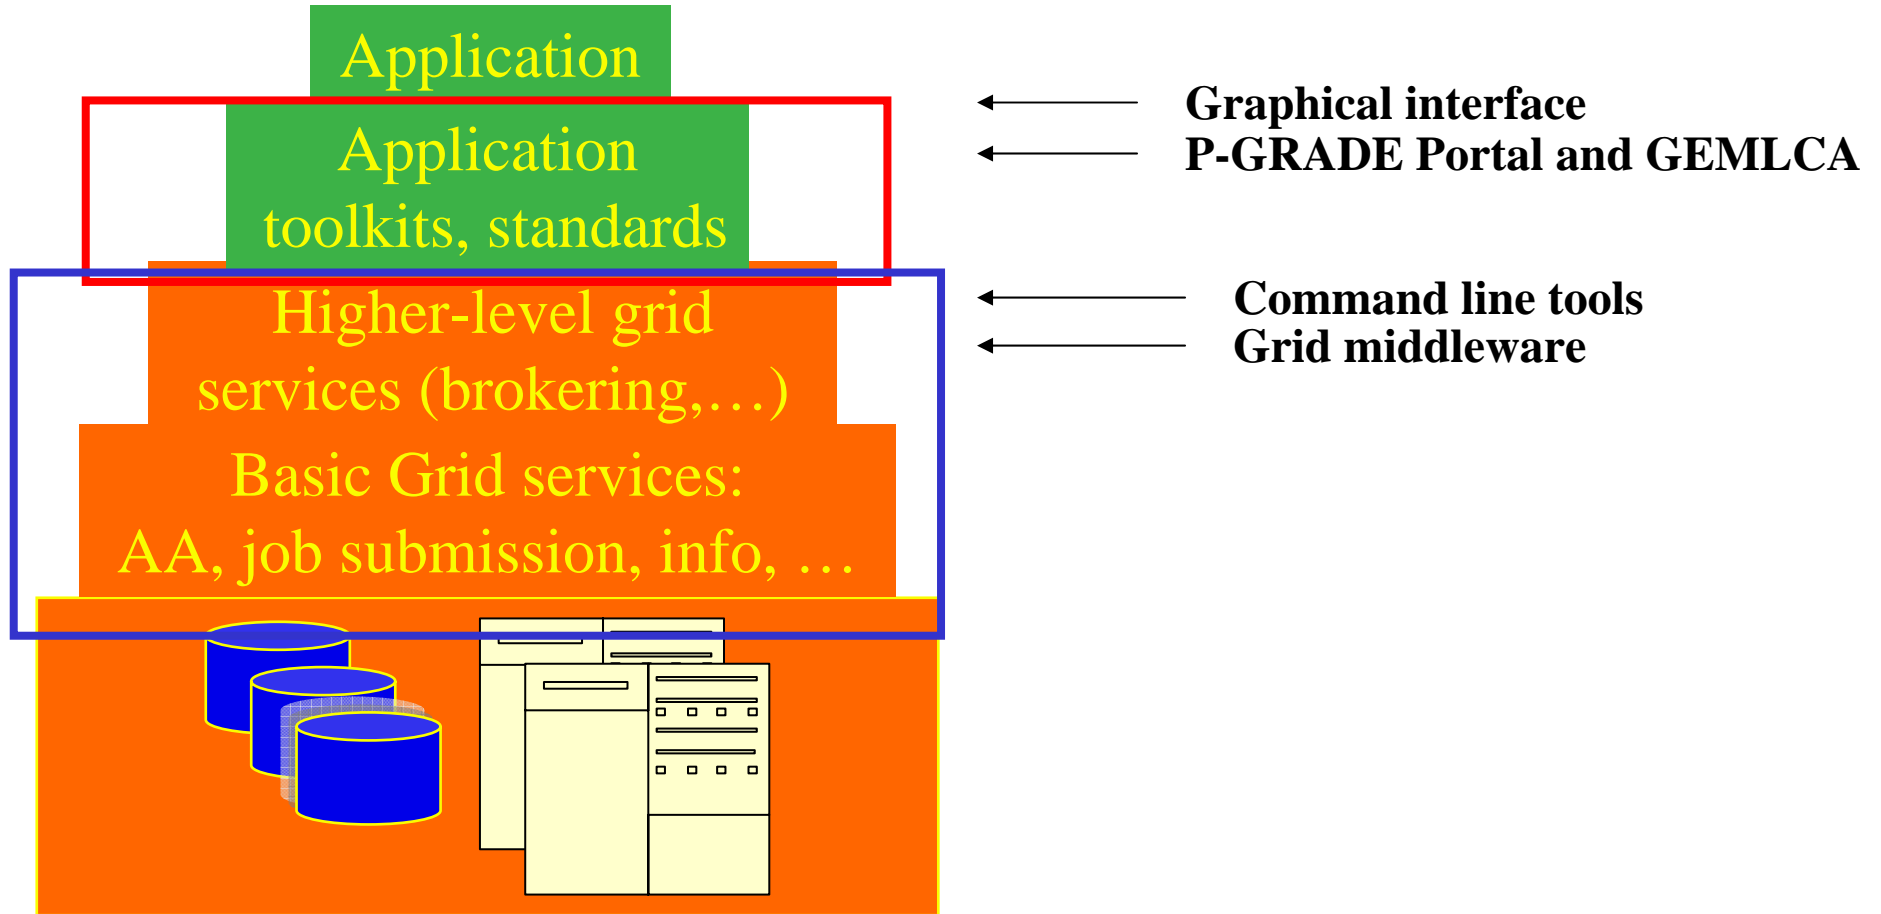 Application
Application
toolkits, standards
Higher-level grid
services (brokering,…)
Basic Grid services:
AA, job submission, info, …
Graphical interface
P-GRADE Portal and GEMLCA
Command line tools
Grid middleware